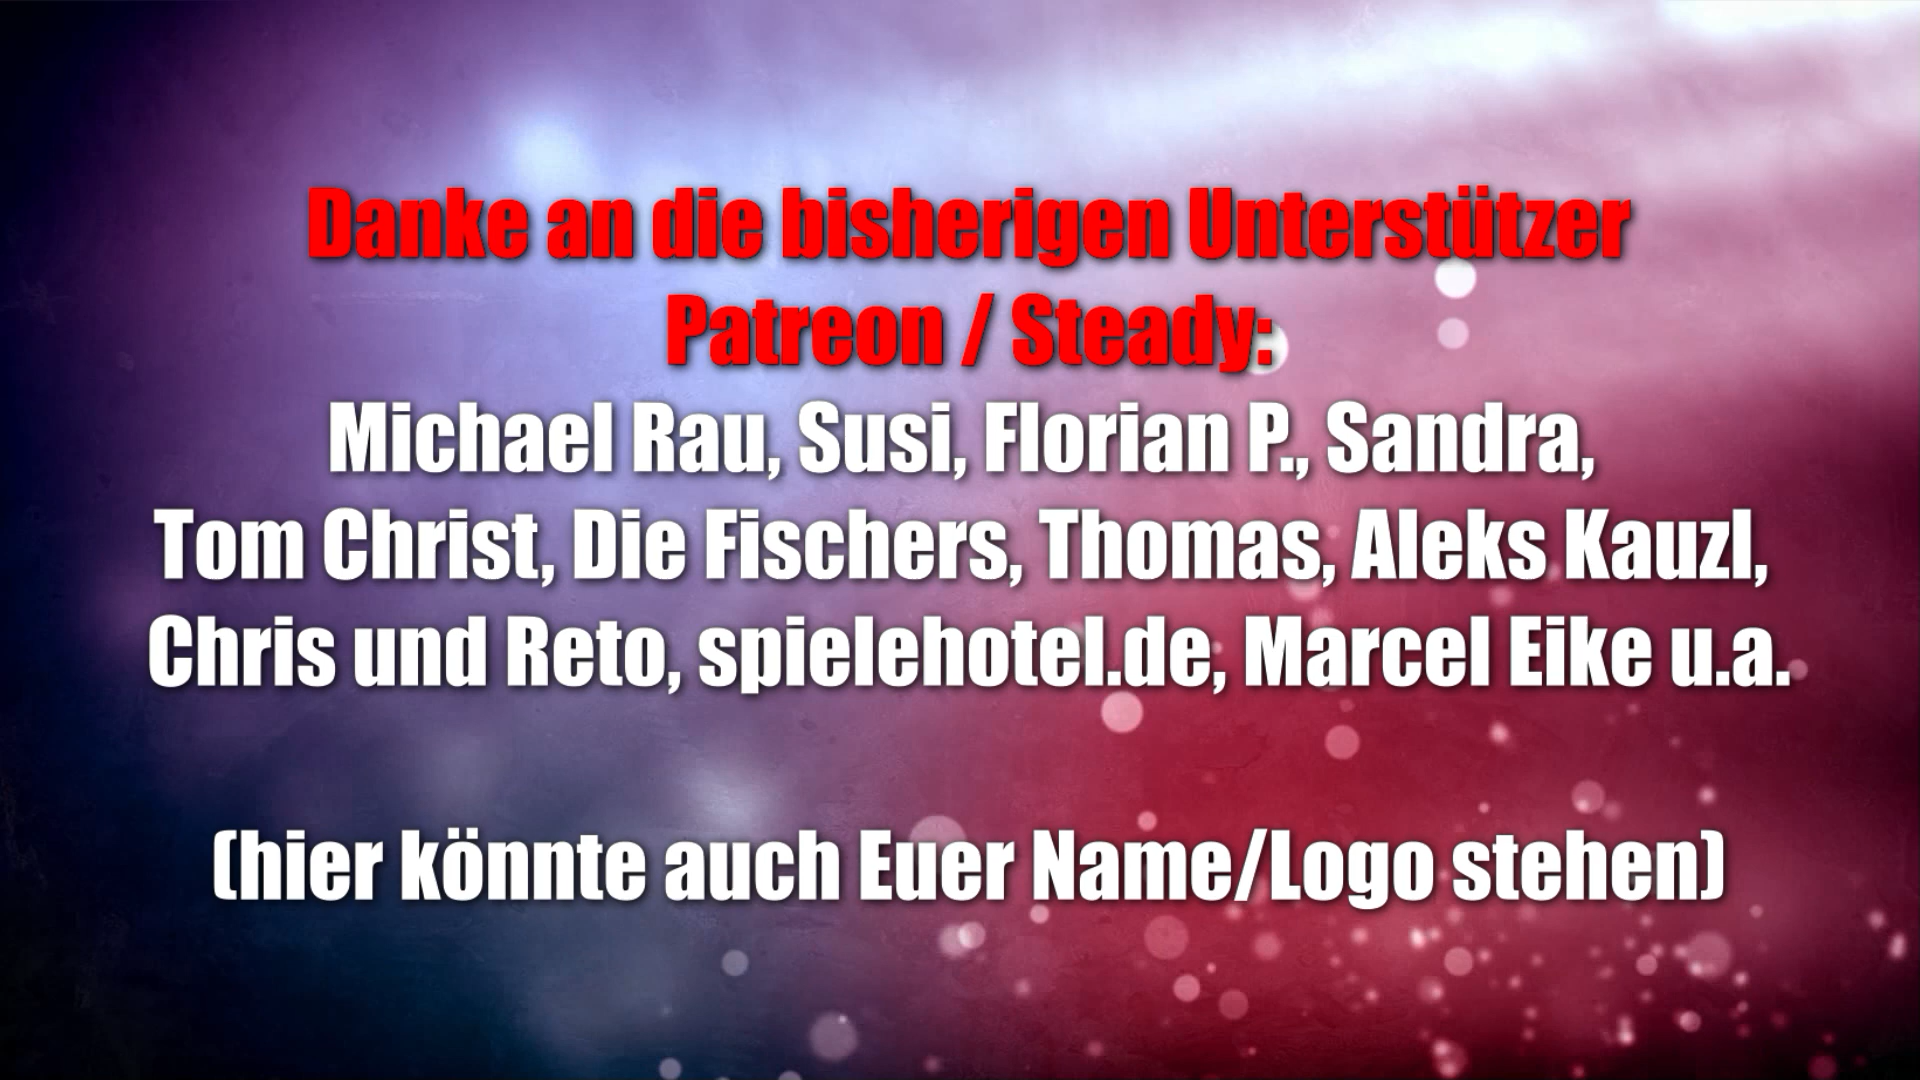 Danke an die bisherigen Unterstützer
Patreon / Steady:
Michael Rau, Susi, Florian P., Sandra,
Tom Christ, Die Fischers, Thomas, Aleks Kauzl,
Chris und Reto, spielehotel.de, Marcel Eike u.a.
(hier könnte auch Euer Name/Logo stehen)